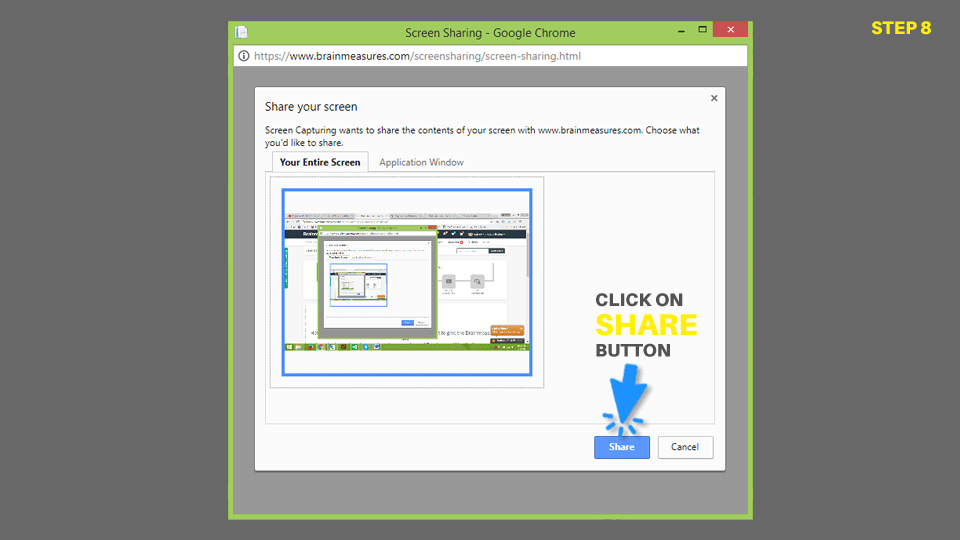 STEP 8
Screen Sharing - Google Chrome
https://www.brainmeasures.com/screensharing/screen-sharing.html
Share your screen
Screen Capturing wants to share the contents of your screen with www.brainmeasures.com. Choose what
you'd like to share.
Your Entire Screen
Application Window
CLICK ON
SHARE
BUTTON
Share
Cancel